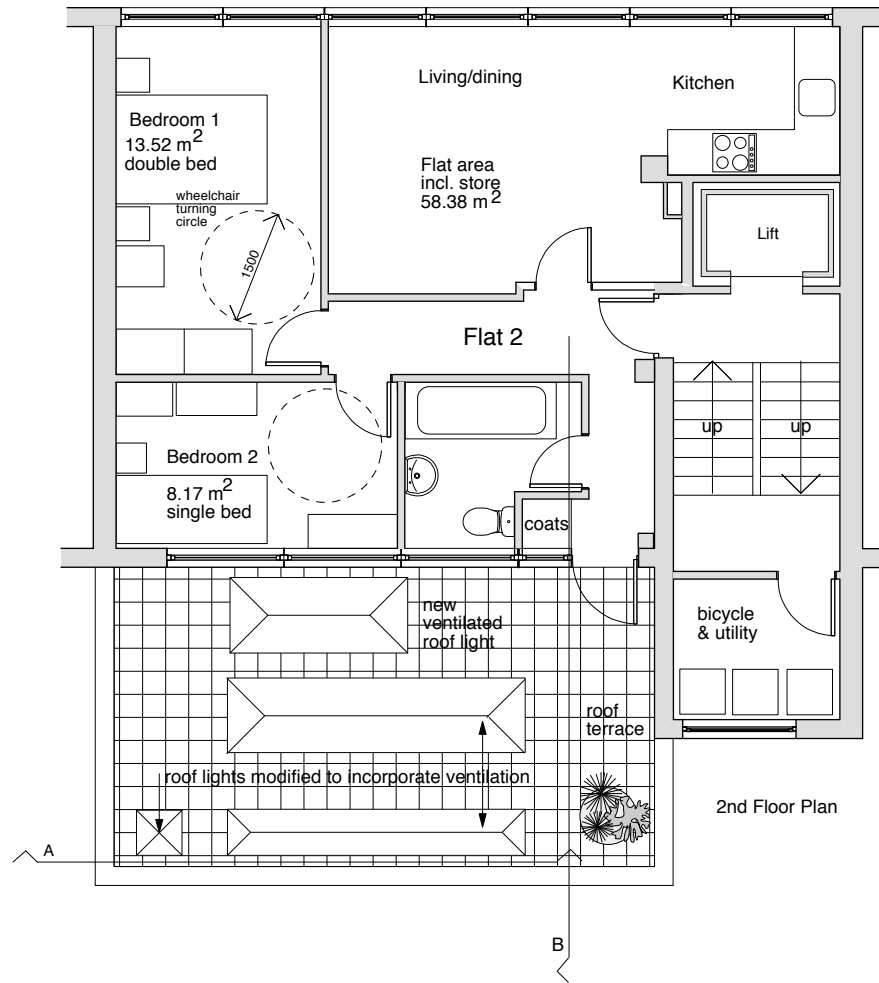 Living/dining
Kitchen
Bedroom 1
13.52 m²
double bed
Flat area
incl. store
58.38 m²
wheelchair
turning
circle
1500
Lift
Flat 2
up
up
Bedroom 2
8.17 m²
single bed
coats
new
ventilated
roof light
bicycle
& utility
roof
terrace
roof lights modified to incorporate ventilation
2nd Floor Plan
A
B